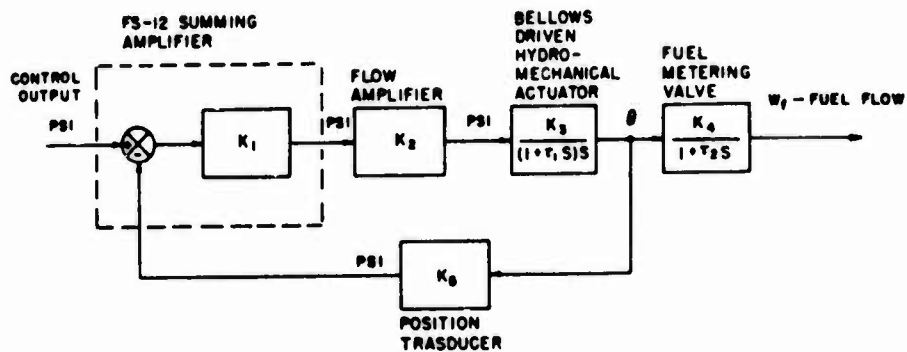 FS-12 SUMMING
AMPLIFIER
CONTROL
OUTPUT
PSI
K1
PSI
FLOW
AMPLIFIER
K2
PSI
BELLOWS
DRIVEN
HYDRO-
MECHANICAL
ACTUATOR
K3
(1+τ1S)S
θ
FUEL
METERING
VALVE
K4
1+τ2S
Wf - FUEL FLOW
PSI
K6
POSITION
TRASDUCER